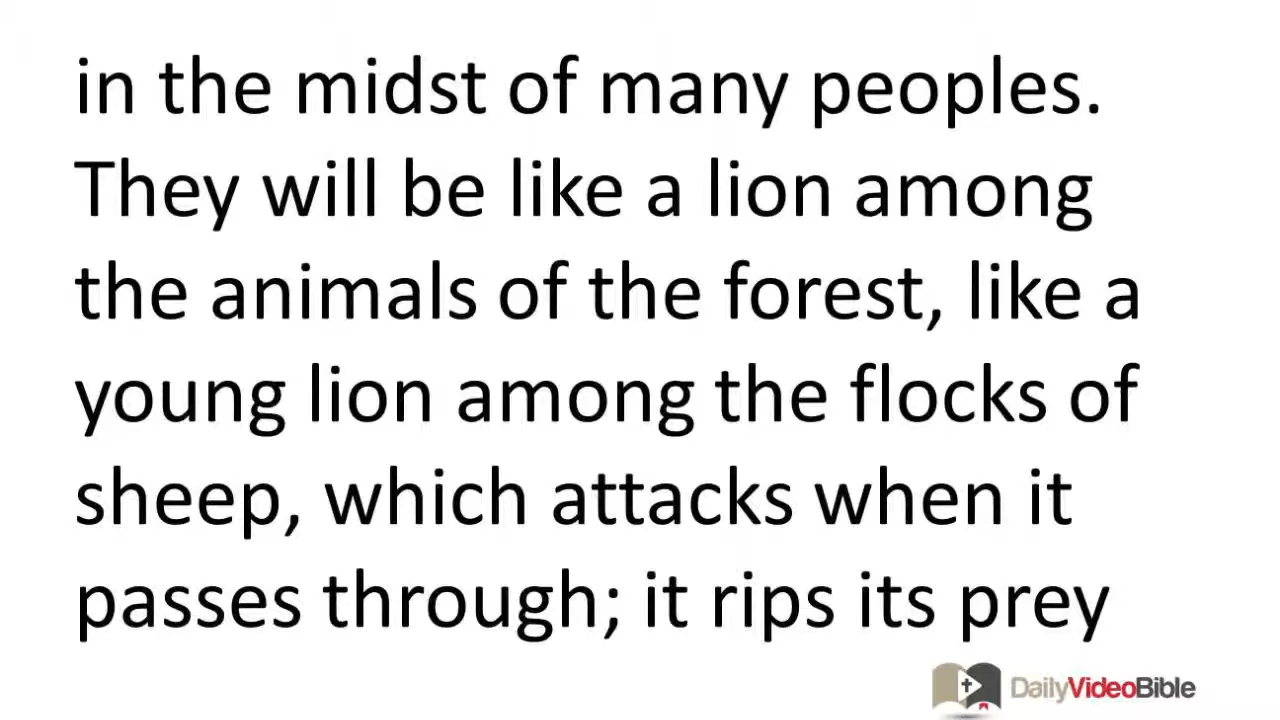 in the midst of many peoples.
They will be like a lion among
the animals of the forest, like a
young lion among the flocks of
sheep, which attacks when it
passes through; it rips its prey
DailyVideoBible